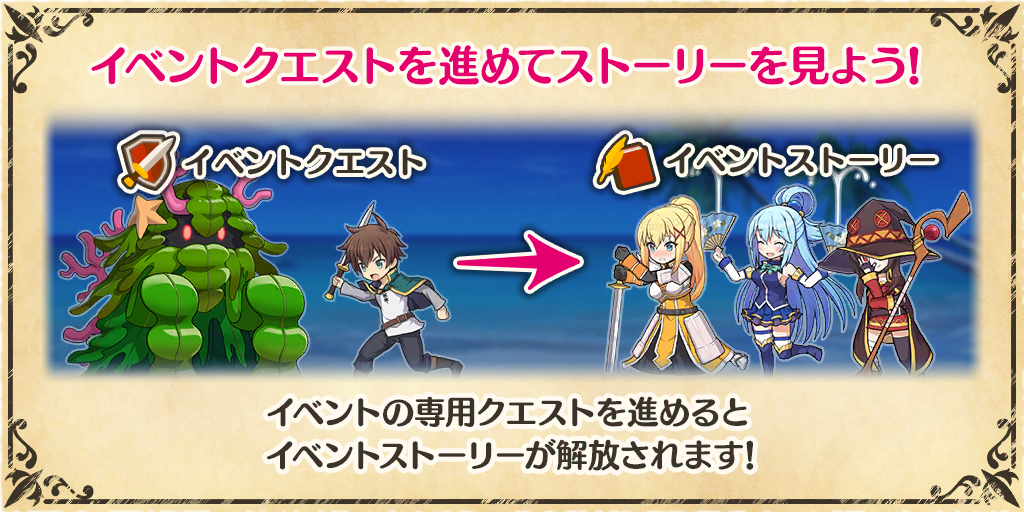 イベントクエストを進めてストーリーを見よう!
イベントクエスト
イベントストーリー
イベントの専用クエストを進めると
イベントストーリーが解放されます!